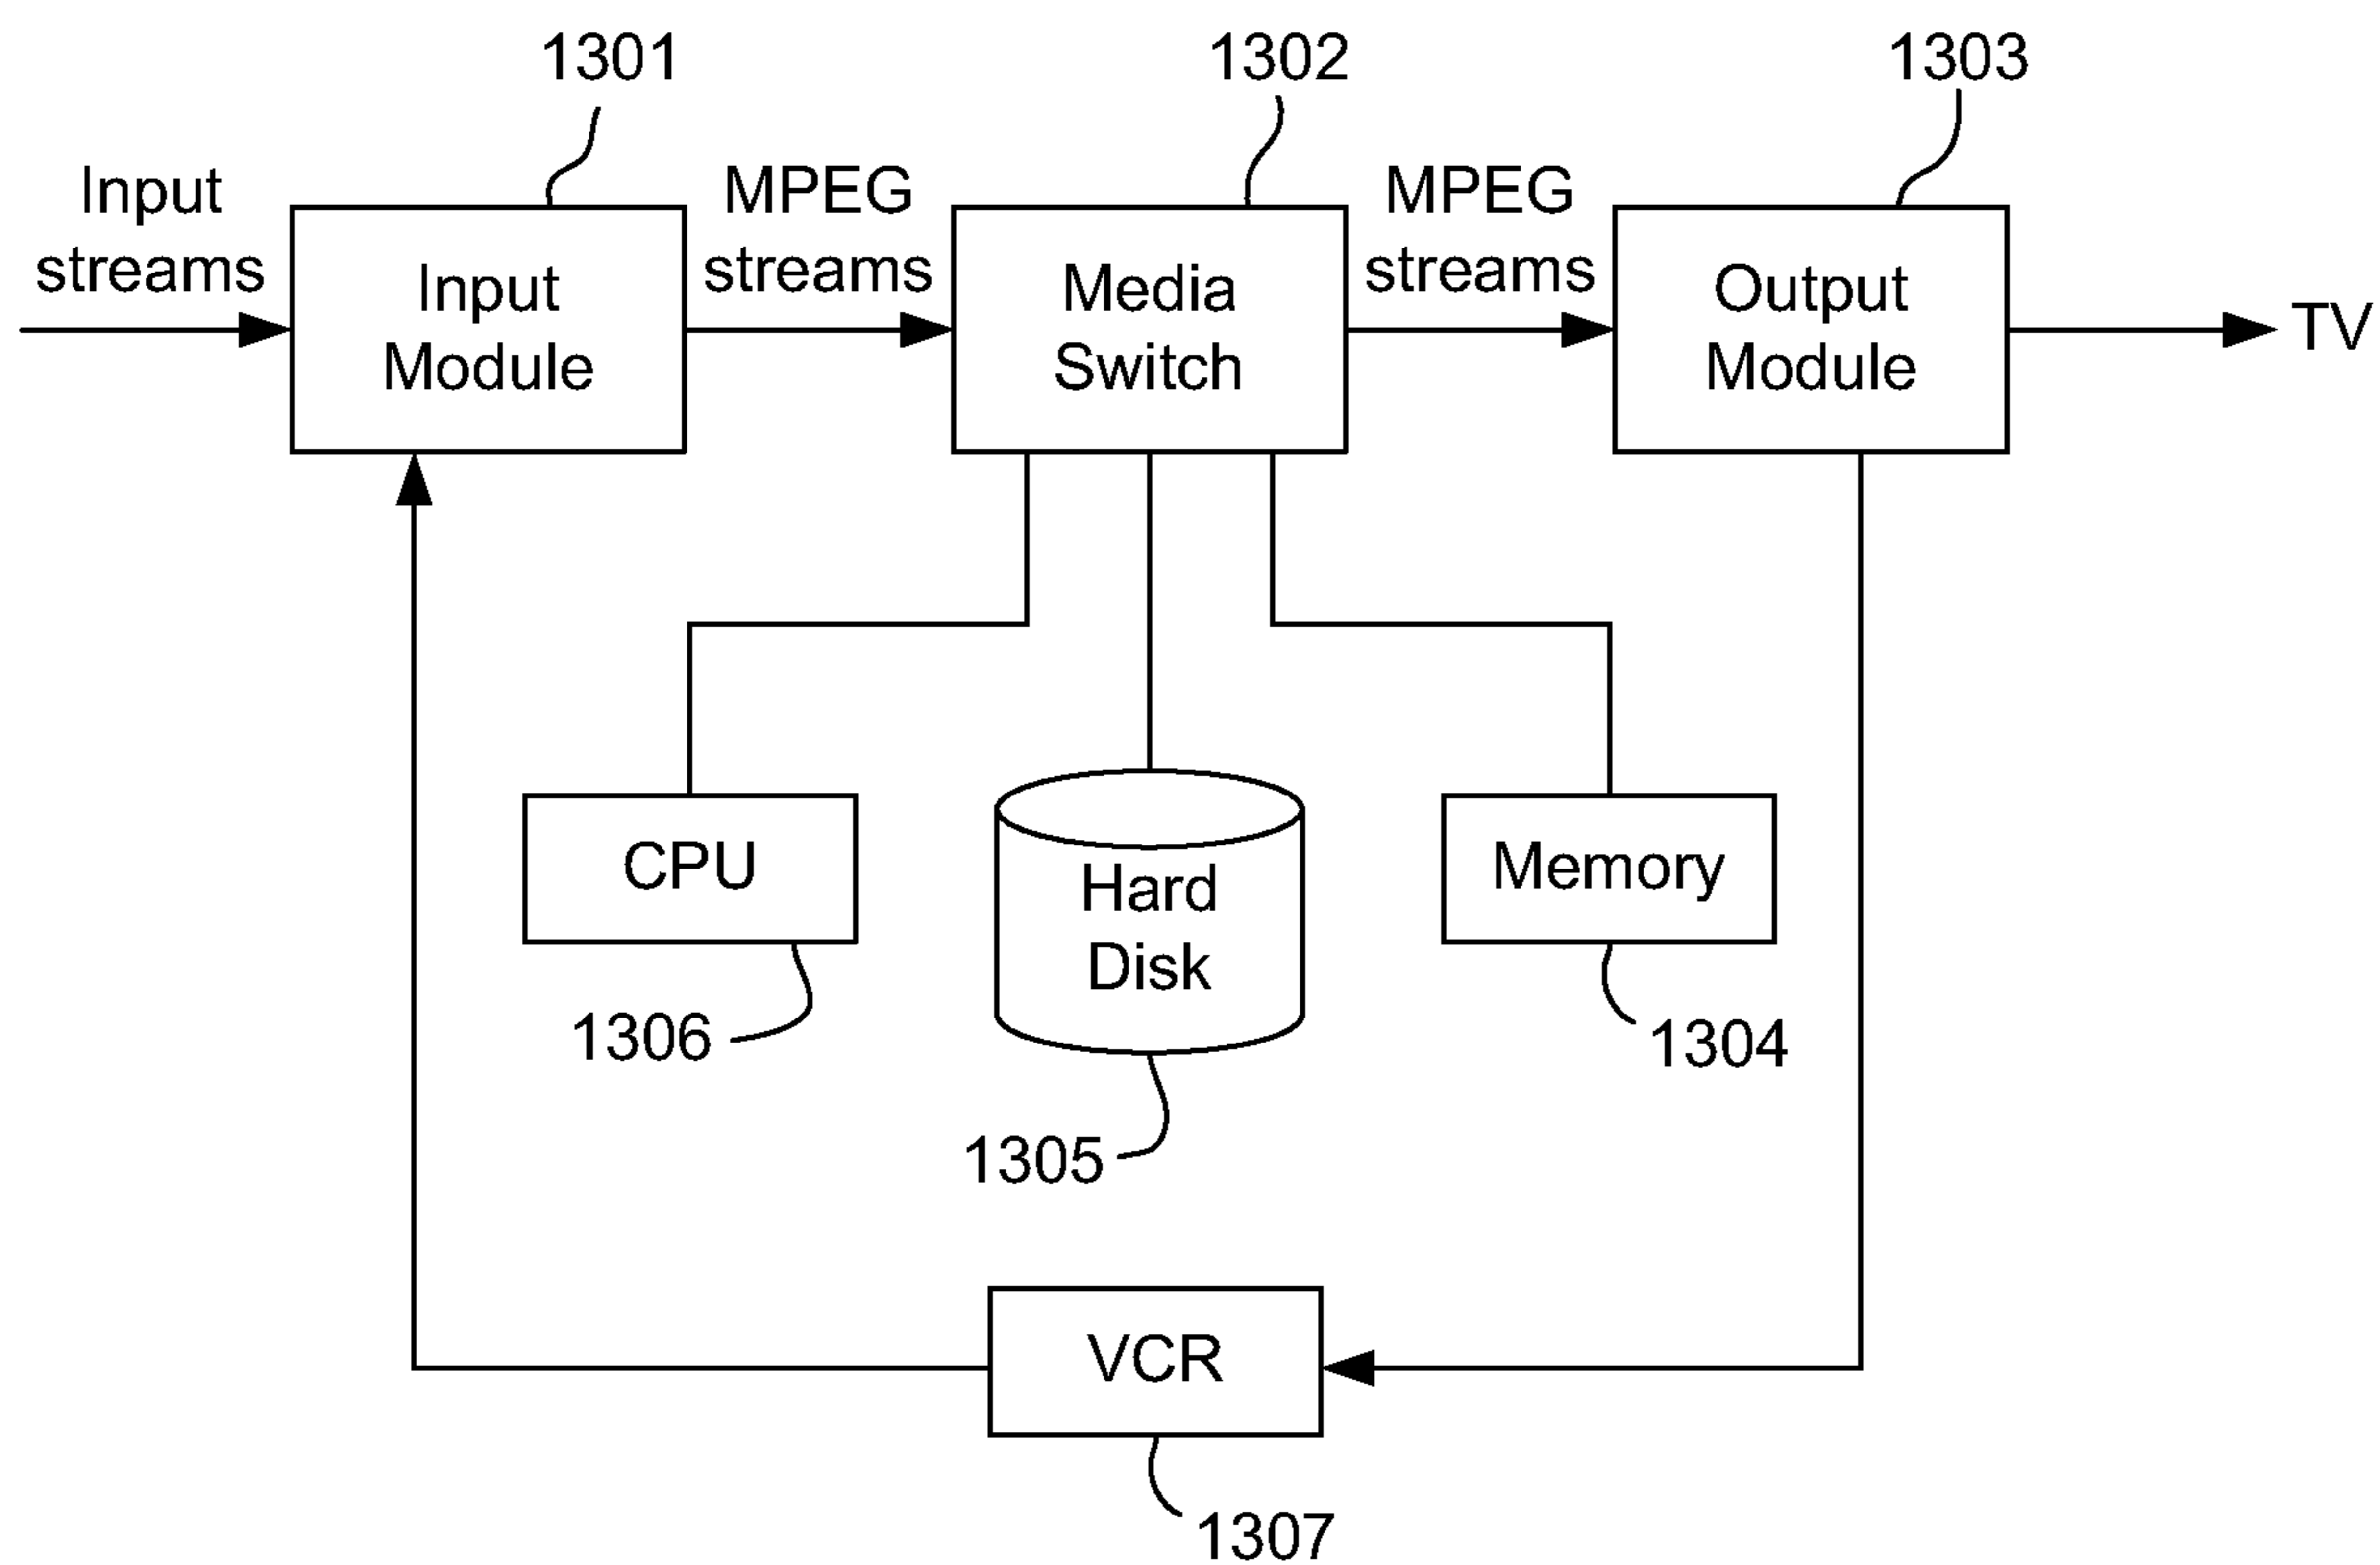 1301
1302
1303
Input
streams
MPEG
streams
MPEG
streams
Input
Module
Media
Switch
Output
Module
TV
CPU
Hard
Disk
Memory
1306
1304
1305
VCR
1307